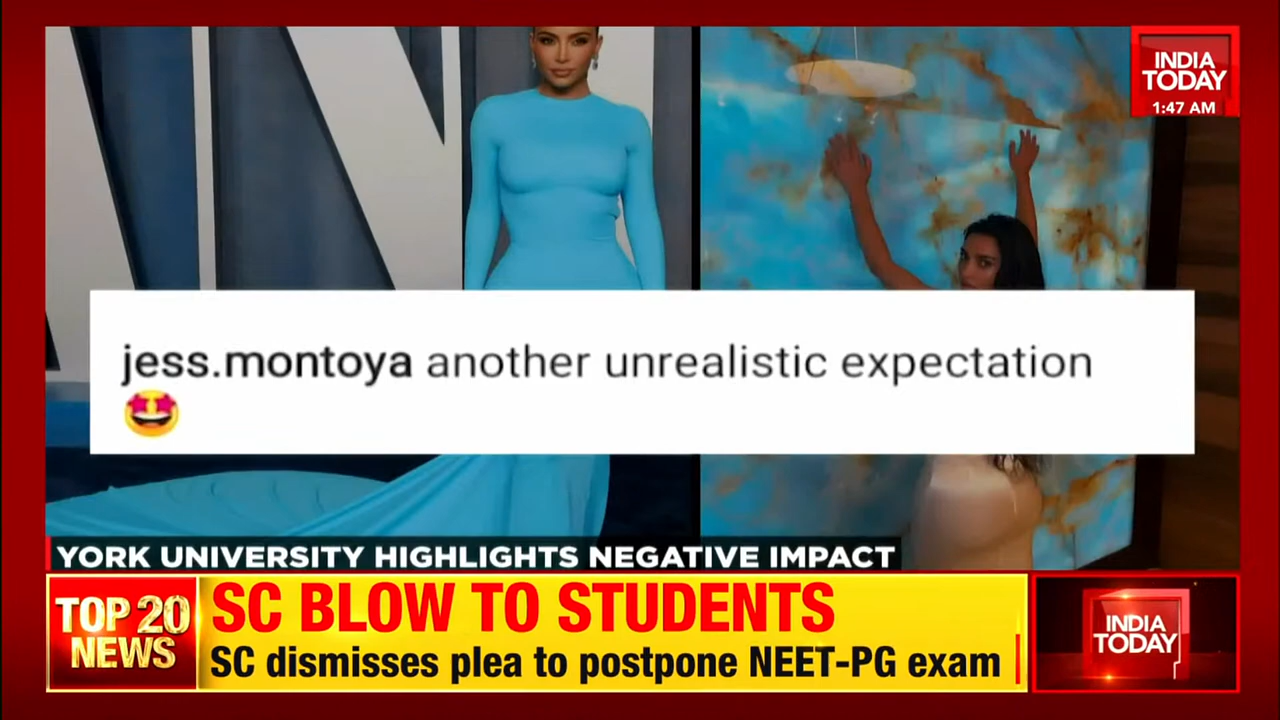 INDIA
TODAY
1:47 AM
jess.montoya another unrealistic expectation
🤩
YORK UNIVERSITY HIGHLIGHTS NEGATIVE IMPACT
TOP 20
NEWS
SC BLOW TO STUDENTS
SC dismisses plea to postpone NEET-PG exam
INDIA
TODAY